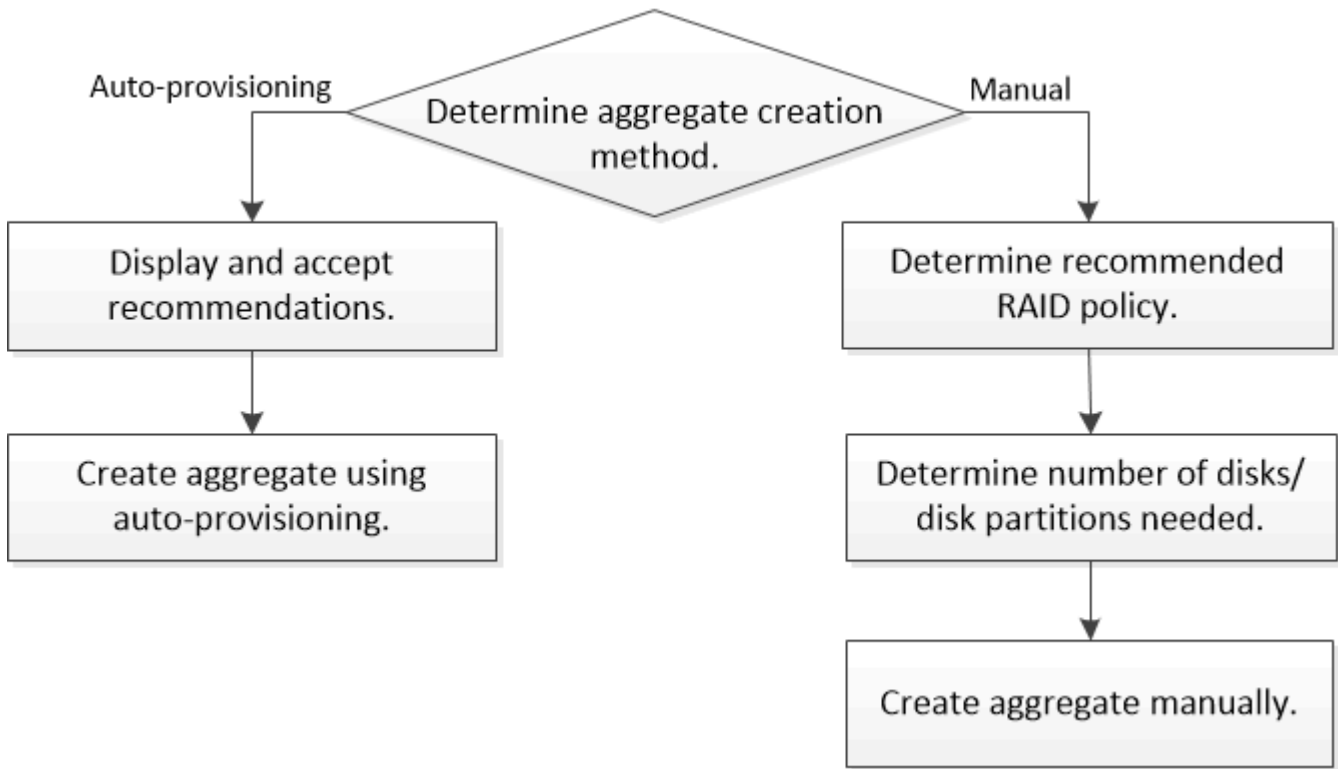 Auto-provisioning
Manual
Determine aggregate creation
method.
Display and accept
recommendations.
Determine recommended
RAID policy.
Create aggregate using
auto-provisioning.
Determine number of disks/
disk partitions needed.
Create aggregate manually.